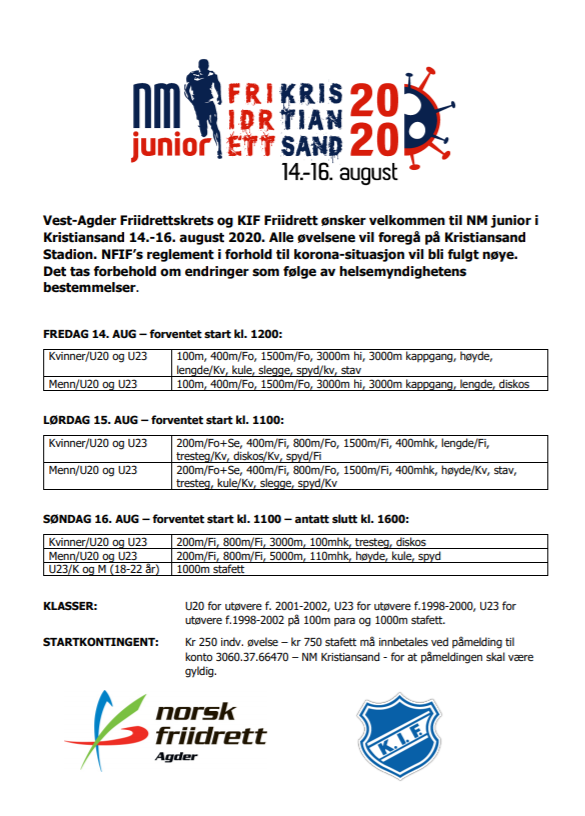 nm FRI KRIS 20
junior IDR TIAN 20
ETT SAND
14.-16. august
Vest-Agder Friidrettskrets og KIF Friidrett ønsker velkommen til NM junior i
Kristiansand 14.-16. august 2020. Alle øvelsene vil foregå på Kristiansand
Stadion. NFIF's reglement i forhold til korona-situasjon vil bli fulgt nøye.
Det tas forbehold om endringer som følge av helsemyndighetens
bestemmelser.
FREDAG 14. AUG – forventet start kl. 1200:
Kvinner/U20 og U23 100m, 400m/Fo, 1500m/Fo, 3000m hi, 3000m kappgang, høyde,
lengde/Kv, kule, slegge, spyd/kv, stav
Menn/U20 og U23 100m, 400m/Fo, 1500m/Fo, 3000m hi, 3000m kappgang, lengde, diskos
LØRDAG 15. AUG – forventet start kl. 1100:
Kvinner/U20 og U23 200m/Fo+Se, 400m/Fi, 800m/Fo, 1500m/Fi, 400mhk, lengde/Fi,
tresteg/Kv, diskos/Kv, spyd/Fi
Menn/U20 og U23 200m/Fo+Se, 400m/Fi, 800m/Fo, 1500m/Fi, 400mhk, høyde/Kv, stav,
tresteg, kule/Kv, slegge, spyd/Kv
SØNDAG 16. AUG – forventet start kl. 1100 – antatt slutt kl. 1600:
Kvinner/U20 og U23 200m/Fi, 800m/Fi, 3000m, 100mhk, tresteg, diskos
Menn/U20 og U23 200m/Fi, 800m/Fi, 5000m, 110mhk, høyde, kule, spyd
U23/K og M (18-22 år) 1000m stafett
KLASSER: U20 for utøvere f. 2001-2002, U23 for utøvere f.1998-2000, U23 for
utøvere f.1998-2002 på 100m para og 1000m stafett.
STARTKONTINGENT: Kr 250 indv. øvelse – kr 750 stafett må innbetales ved påmelding til
konto 3060.37.66470 – NM Kristiansand - for at påmeldingen skal være
gyldig.
norsk
friidrett
Agder
K.I.F.